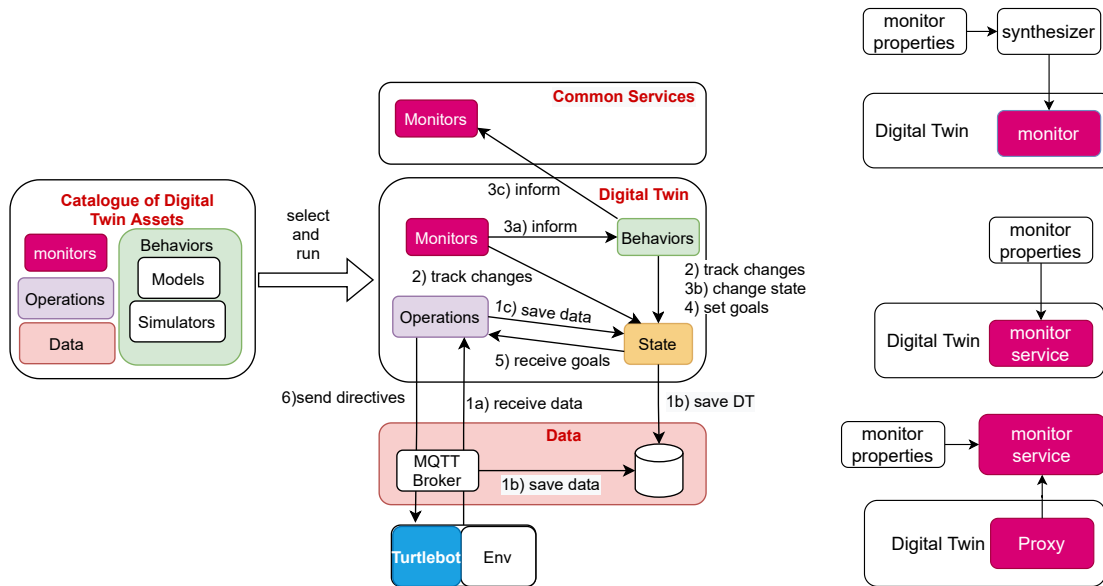 Catalogue of Digital
Twin Assets
monitors
Operations
Data
Behaviors
Models
Simulators
select
and
run
Common Services
Monitors
3c) inform
Digital Twin
Monitors
3a) inform
Behaviors
2) track changes
2) track changes
3b) change state
4) set goals
Operations
1c) save data
State
5) receive goals
6)send directives
1a) receive data
1b) save DT
Data
MQTT
Broker
1b) save data
Turtlebot
Env
monitor
properties
synthesizer
Digital Twin
monitor
monitor
properties
Digital Twin
monitor
service
monitor
properties
monitor
service
Digital Twin
Proxy